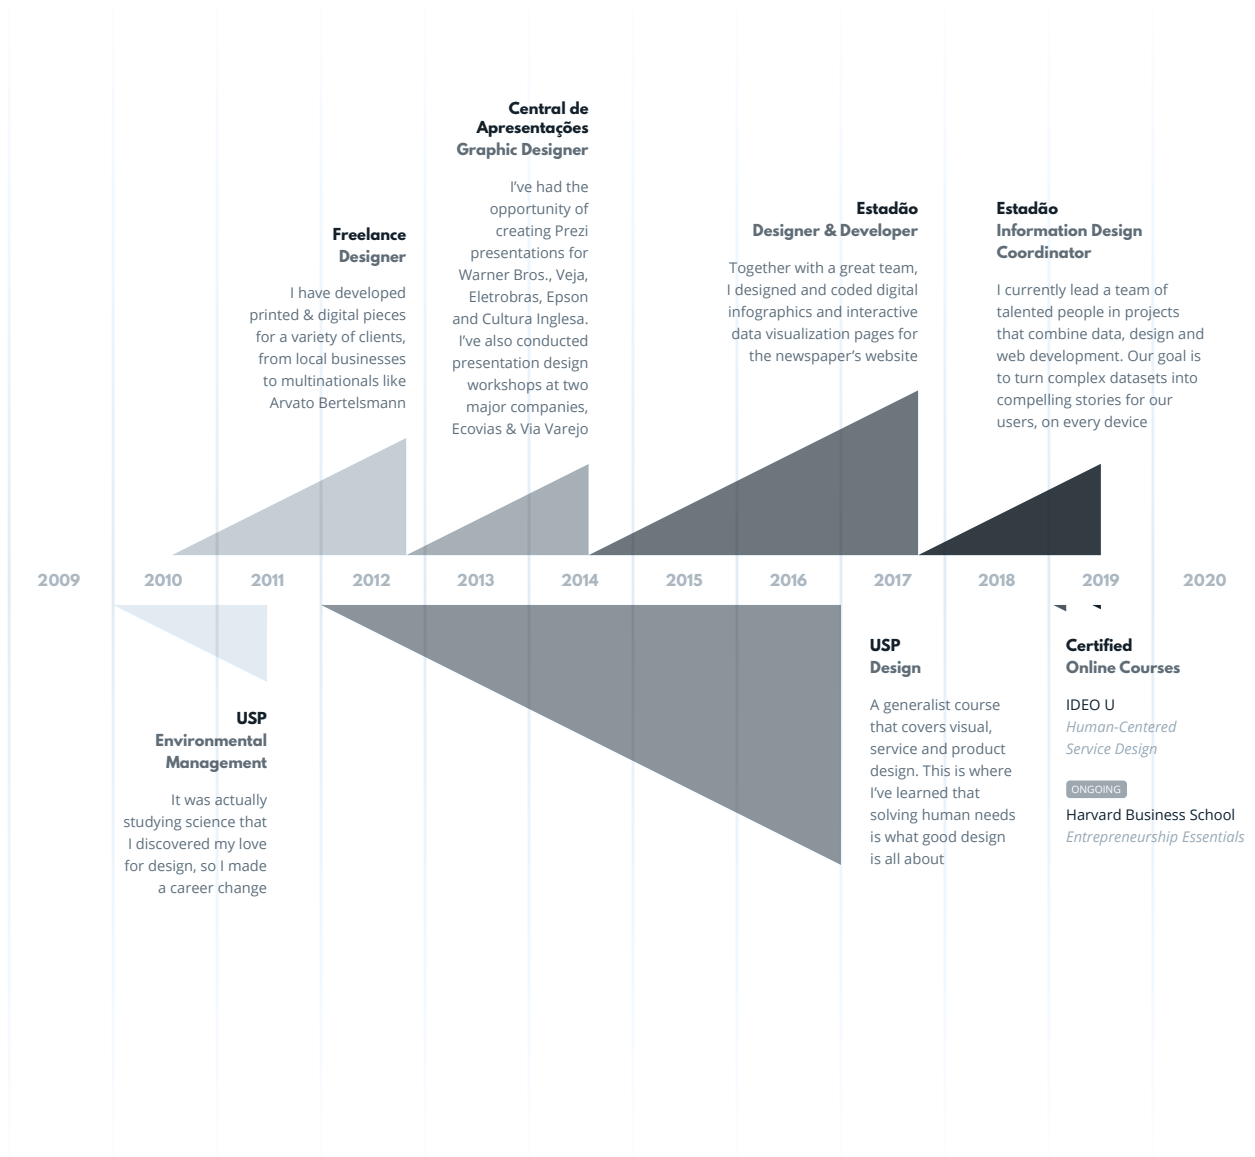 Central de
Apresentações
Graphic Designer
I’ve had the
opportunity of
creating Prezi
presentations for
Warner Bros., Veja,
Eletrobras, Epson
and Cultura Inglesa.
I’ve also conducted
presentation design
workshops at two
major companies,
Ecovias & Via Varejo
Freelance
Designer
I have developed
printed & digital pieces
for a variety of clients,
from local businesses
to multinationals like
Arvato Bertelsmann
Estadão
Designer & Developer
Together with a great team,
I designed and coded digital
infographics and interactive
data visualization pages for
the newspaper’s website
Estadão
Information Design
Coordinator
I currently lead a team of
talented people in projects
that combine data, design and
web development. Our goal is
to turn complex datasets into
compelling stories for our
users, on every device
2009 2010 2011 2012 2013 2014 2015 2016 2017 2018 2019 2020
USP
Environmental
Management
It was actually
studying science that
I discovered my love
for design, so I made
a career change
USP
Design
A generalist course
that covers visual,
service and product
design. This is where
I’ve learned that
solving human needs
is what good design
is all about
Certified
Online Courses
IDEO U
Human-Centered
Service Design
ONGOING
Harvard Business School
Entrepreneurship Essentials